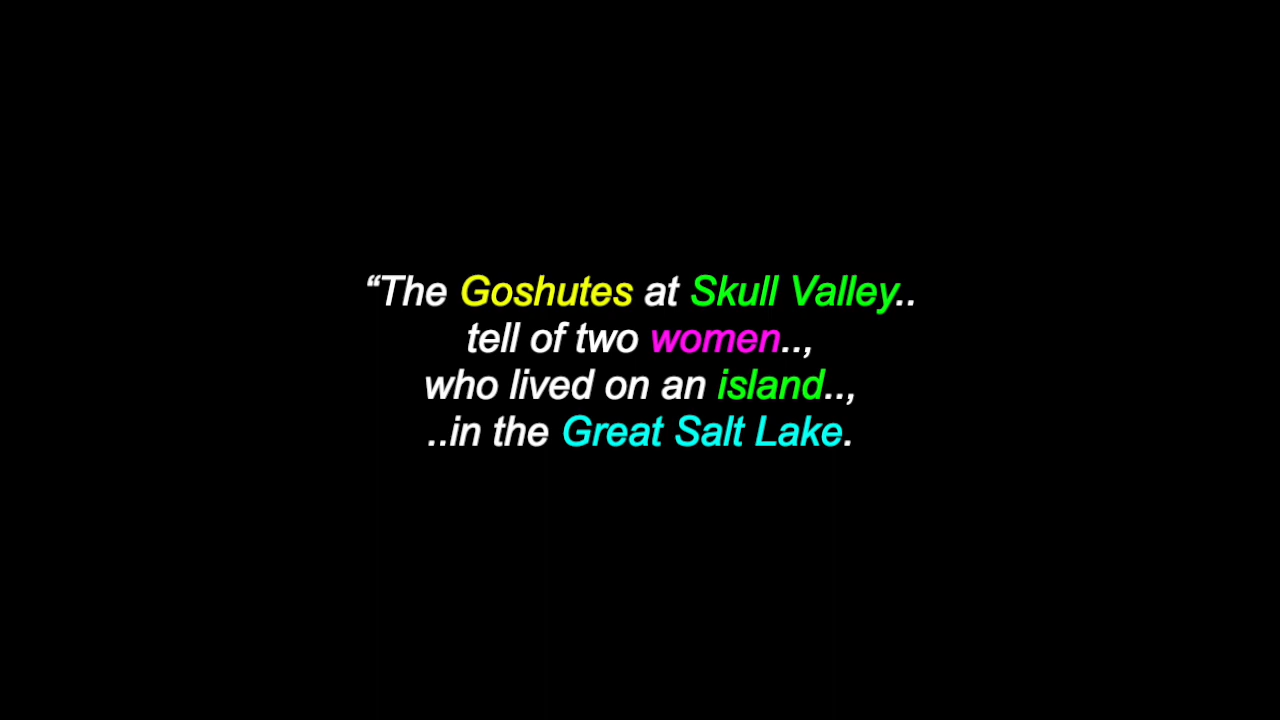 “The Goshutes at Skull Valley..
tell of two women..,
who lived on an island..,
..in the Great Salt Lake.